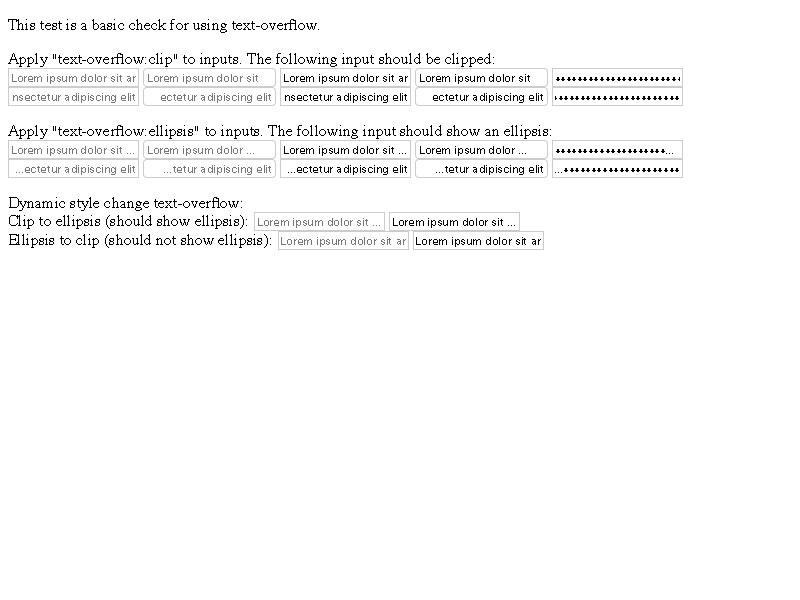 This test is a basic check for using text-overflow.
Apply "text-overflow:clip" to inputs. The following input should be clipped:
Lorem ipsum dolor sit ar Lorem ipsum dolor sit Lorem ipsum dolor sit ar Lorem ipsum dolor sit
nsectetur adipiscing elit ectetur adipiscing elit nsectetur adipiscing elit ectetur adipiscing elit
Apply "text-overflow:ellipsis" to inputs. The following input should show an ellipsis:
Lorem ipsum dolor sit ... Lorem ipsum dolor ... Lorem ipsum dolor sit ... Lorem ipsum dolor ... ...
...ectetur adipiscing elit ...tetur adipiscing elit ...ectetur adipiscing elit ...tetur adipiscing elit ...
Dynamic style change text-overflow:
Clip to ellipsis (should show ellipsis): Lorem ipsum dolor sit ... Lorem ipsum dolor sit ...
Ellipsis to clip (should not show ellipsis): Lorem ipsum dolor sit ar Lorem ipsum dolor sit ar